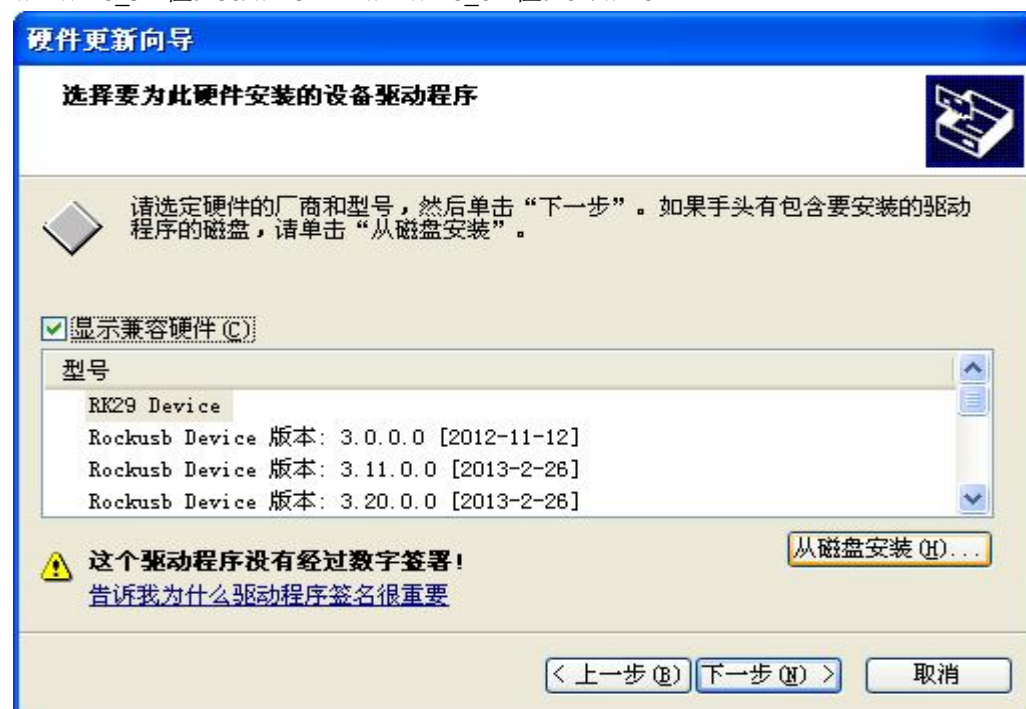 硬件更新向导
选择要为此硬件安装的设备驱动程序
请选定硬件的厂商和型号，然后单击“下一步”。如果手头有包含要安装的驱动
程序的磁盘，请单击“从磁盘安装”。
显示兼容硬件(C)
型号
RK29 Device
Rockusb Device 版本: 3.0.0.0 [2012-11-12]
Rockusb Device 版本: 3.11.0.0 [2013-2-26]
Rockusb Device 版本: 3.20.0.0 [2013-2-26]
这个驱动程序没有经过数字签署!
从磁盘安装(H)...
告诉我为什么驱动程序签名很重要
< 上一步(B) 下一步(N) > 取消